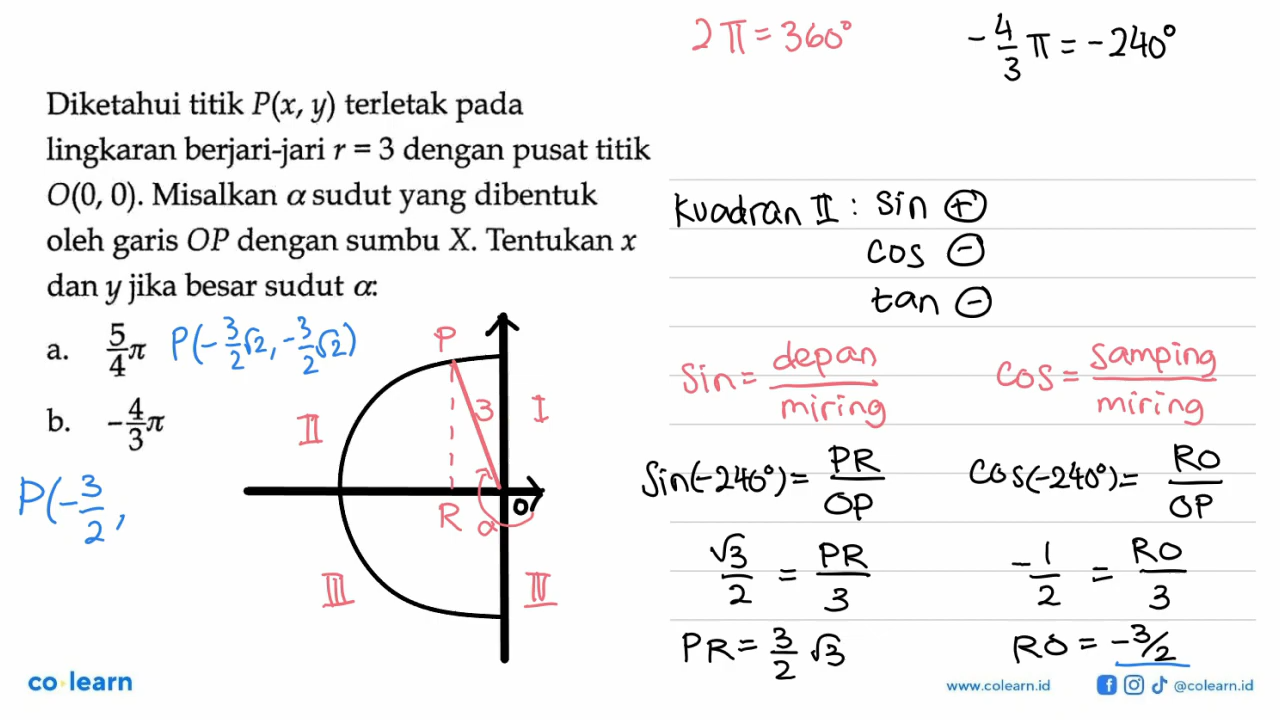 2π = 360°
-4/3 π = -240°
Diketahui titik P(x, y) terletak pada
lingkaran berjari-jari r = 3 dengan pusat titik
O(0, 0). Misalkan α sudut yang dibentuk
oleh garis OP dengan sumbu X. Tentukan x
dan y jika besar sudut α:
a. 5/4 π P(-3/2 √2, -3/2 √2)
b. -4/3 π
P(-3/2,
P
3
I
II
R
α
O
III
IV
Kuadran II : Sin (+)
cos (-)
tan (-)
Sin = depan/miring
cos = samping/miring
Sin(-240°) = PR/OP
Cos(-240°) = RO/OP
√3/2 = PR/3
-1/2 = RO/3
PR = 3/2 √3
RO = -3/2
co·learn
www.colearn.id
@colearn.id